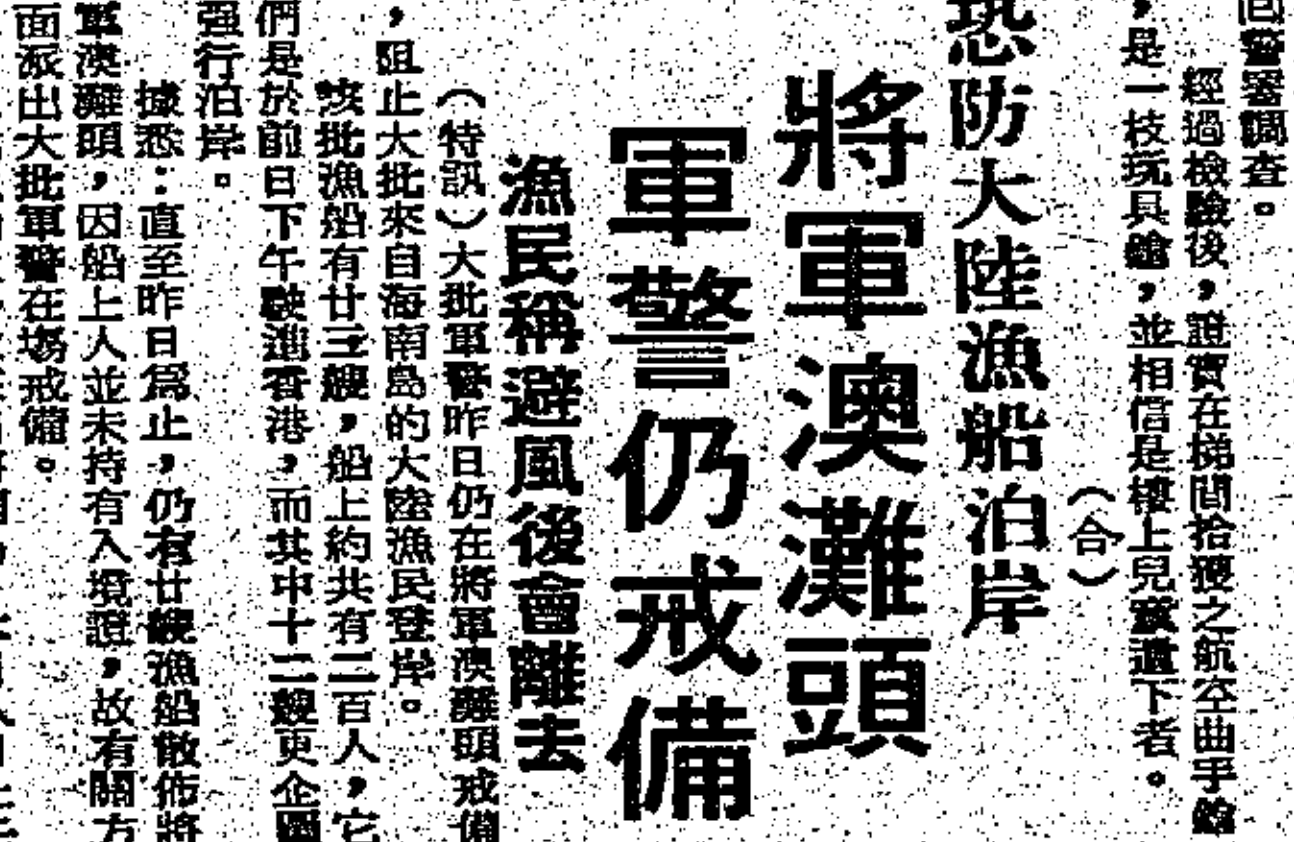 警署調查。
經過檢驗後，證實在梯間拾獲之航空曲手鎗
，是一枝玩具鎗，並相信是樓上兒童遺下者。
（合）
恐防大陸漁船泊岸
將軍澳灘頭
軍警仍戒備
漁民稱避風後會離去
（特訊）大批軍警昨日仍在將軍澳灘頭戒備
，阻止大批來自海南島的大陸漁民登岸。
該批漁船有廿三艘，船上約共有二百人，它
們是於前日下午駛進香港，而其中十二艘更企圖
强行泊岸。
據悉：直至昨日爲止，仍有廿艘漁船散佈將
軍澳灘頭，因船上人並未持有入境證，故有關方
面派出大批軍警在塲戒備。